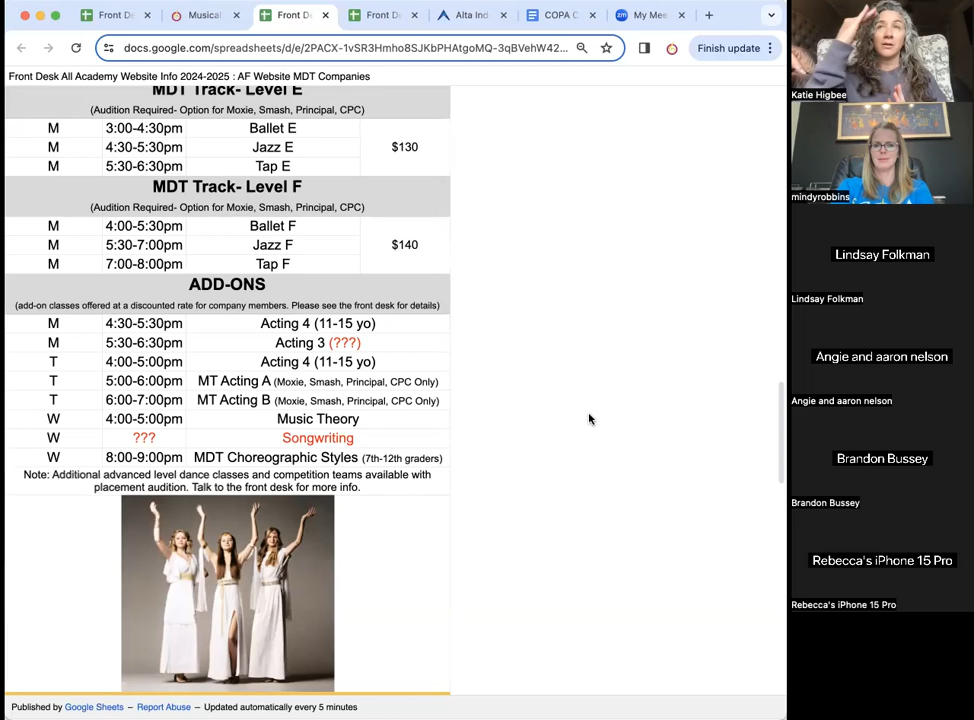 Front De
Musical
Front De
Front De
Alta Ind
COPA C
zm My Mee
docs.google.com/spreadsheets/d/e/2PACX-1vSR3Hmho8SJKbPHAtgoMQ-3qBVehW42...
Finish update
Front Desk All Academy Website Info 2024-2025 : AF Website MDT Companies
MDT Track- Level E
(Audition Required- Option for Moxie, Smash, Principal, CPC)
M 3:00-4:30pm Ballet E
M 4:30-5:30pm Jazz E $130
M 5:30-6:30pm Tap E
MDT Track- Level F
(Audition Required- Option for Moxie, Smash, Principal, CPC)
M 4:00-5:30pm Ballet F
M 5:30-7:00pm Jazz F $140
M 7:00-8:00pm Tap F
ADD-ONS
(add-on classes offered at a discounted rate for company members. Please see the front desk for details)
M 4:30-5:30pm Acting 4 (11-15 yo)
M 5:30-6:30pm Acting 3 (???)
T 4:00-5:00pm Acting 4 (11-15 yo)
T 5:00-6:00pm MT Acting A (Moxie, Smash, Principal, CPC Only)
T 6:00-7:00pm MT Acting B (Moxie, Smash, Principal, CPC Only)
W 4:00-5:00pm Music Theory
W ??? Songwriting
W 8:00-9:00pm MDT Choreographic Styles (7th-12th graders)
Note: Additional advanced level dance classes and competition teams available with
placement audition. Talk to the front desk for more info.
Published by Google Sheets – Report Abuse – Updated automatically every 5 minutes
Katie Higbee
mindyrobbins
Lindsay Folkman
Lindsay Folkman
Angie and aaron nelson
Angie and aaron nelson
Brandon Bussey
Brandon Bussey
Rebecca's iPhone 15 Pro
Rebecca's iPhone 15 Pro